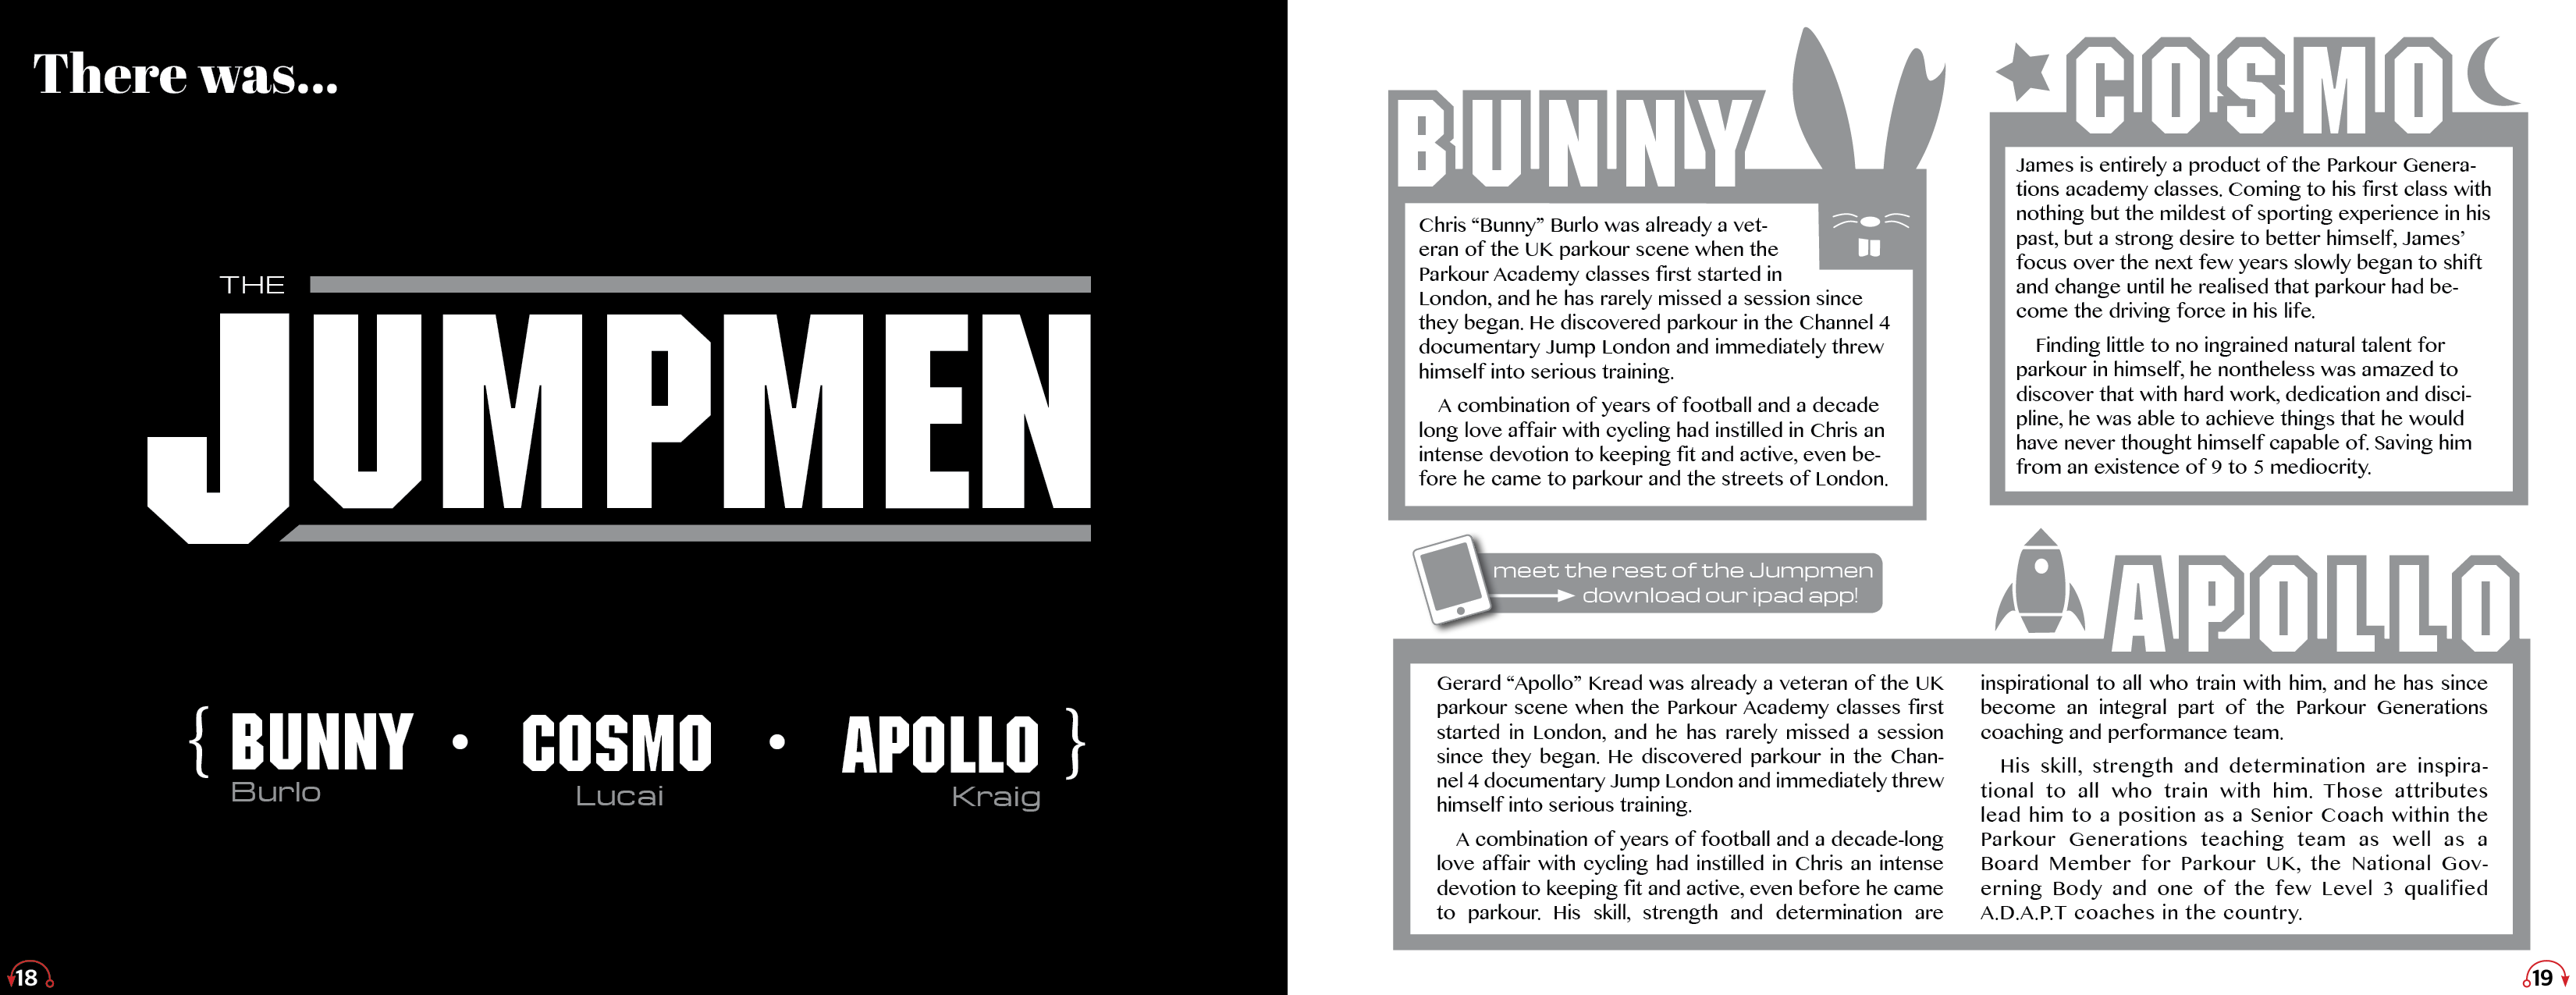 There was...
THE
JUMPMEN
{ BUNNY • COSMO • APOLLO }
Burlo Lucai Kraig
18
BUNNY
Chris “Bunny” Burlo was already a vet-
eran of the UK parkour scene when the
Parkour Academy classes first started in
London, and he has rarely missed a session since
they began. He discovered parkour in the Channel 4
documentary Jump London and immediately threw
himself into serious training.
A combination of years of football and a decade
long love affair with cycling had instilled in Chris an
intense devotion to keeping fit and active, even be-
fore he came to parkour and the streets of London.
COSMO
James is entirely a product of the Parkour Genera-
tions academy classes. Coming to his first class with
nothing but the mildest of sporting experience in his
past, but a strong desire to better himself, James’
focus over the next few years slowly began to shift
and change until he realised that parkour had be-
come the driving force in his life.
Finding little to no ingrained natural talent for
parkour in himself, he nontheless was amazed to
discover that with hard work, dedication and disci-
pline, he was able to achieve things that he would
have never thought himself capable of. Saving him
from an existence of 9 to 5 mediocrity.
meet the rest of the Jumpmen
download our ipad app!
APOLLO
Gerard “Apollo” Kread was already a veteran of the UK
parkour scene when the Parkour Academy classes first
started in London, and he has rarely missed a session
since they began. He discovered parkour in the Chan-
nel 4 documentary Jump London and immediately threw
himself into serious training.
A combination of years of football and a decade-long
love affair with cycling had instilled in Chris an intense
devotion to keeping fit and active, even before he came
to parkour. His skill, strength and determination are
inspirational to all who train with him, and he has since
become an integral part of the Parkour Generations
coaching and performance team.
His skill, strength and determination are inspira-
tional to all who train with him. Those attributes
lead him to a position as a Senior Coach within the
Parkour Generations teaching team as well as a
Board Member for Parkour UK, the National Gov-
erning Body and one of the few Level 3 qualified
A.D.A.P.T coaches in the country.
19